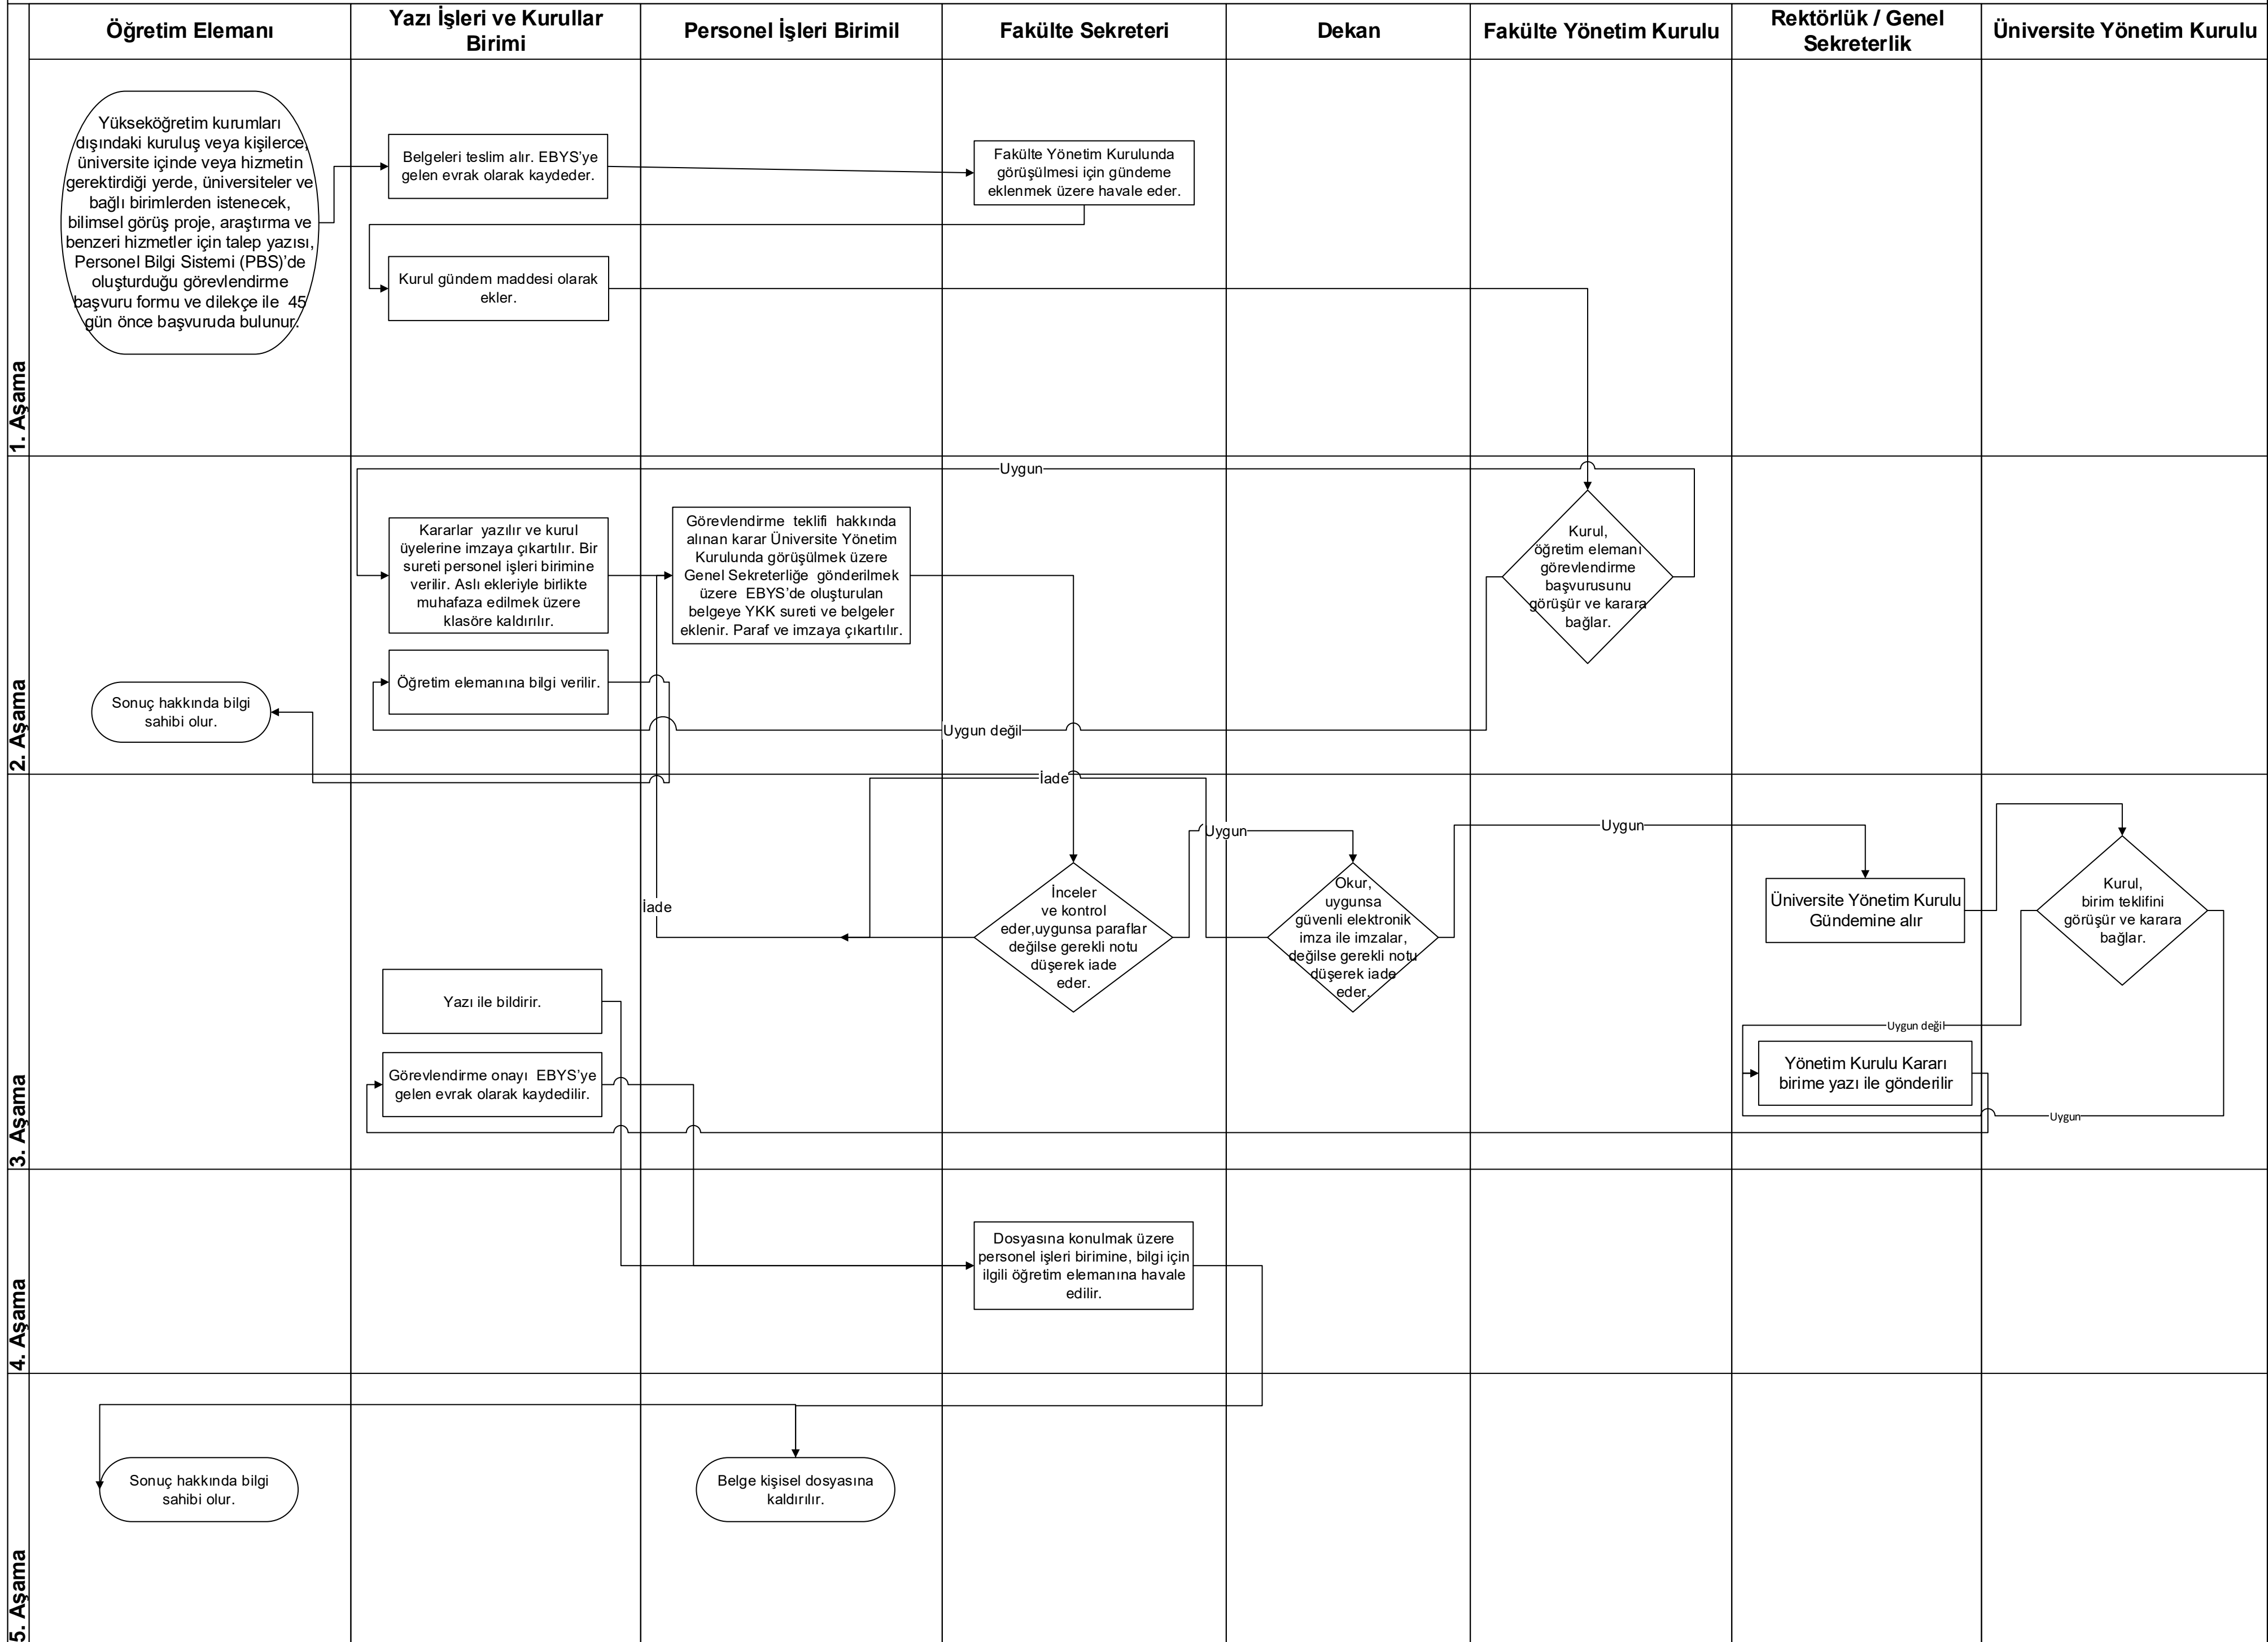 Öğretim Elemanı
Yazı İşleri ve Kurullar
Birimi
Personel İşleri Birimil
Fakülte Sekreteri
Dekan
Fakülte Yönetim Kurulu
Rektörlük / Genel
Sekreterlik
Üniversite Yönetim Kurulu
1. Aşama
Yükseköğretim kurumları
dışındaki kuruluş veya kişilerce,
üniversite içinde veya hizmetin
gerektirdiği yerde, üniversiteler ve
bağlı birimlerden istenecek,
bilimsel görüş proje, araştırma ve
benzeri hizmetler için talep yazısı,
Personel Bilgi Sistemi (PBS)'de
oluşturduğu görevlendirme
başvuru formu ve dilekçe ile 45
gün önce başvuruda bulunur.
Belgeleri teslim alır. EBYS'ye
gelen evrak olarak kaydeder.
Fakülte Yönetim Kurulunda
görüşülmesi için gündeme
eklenmek üzere havale eder.
Kurul gündem maddesi olarak
ekler.
2. Aşama
Uygun
Kararlar yazılır ve kurul
üyelerine imzaya çıkartılır. Bir
sureti personel işleri birimine
verilir. Aslı ekleriyle birlikte
muhafaza edilmek üzere
klasöre kaldırılır.
Görevlendirme teklifi hakkında
alınan karar Üniversite Yönetim
Kurulunda görüşülmek üzere
Genel Sekreterliğe gönderilmek
üzere EBYS'de oluşturulan
belgeye YKK sureti ve belgeler
eklenir. Paraf ve imzaya çıkartılır.
Kurul,
öğretim elemanı
görevlendirme
başvurusunu
görüşür ve karara
bağlar.
Öğretim elemanına bilgi verilir.
Sonuç hakkında bilgi
sahibi olur.
Uygun değil
3. Aşama
İade
Uygun
Uygun
İade
İnceler
ve kontrol
eder,uygunsa paraflar
değilse gerekli notu
düşerek iade
eder.
Okur,
uygunsa
güvenli elektronik
imza ile imzalar,
değilse gerekli notu
düşerek iade
eder.
Üniversite Yönetim Kurulu
Gündemine alır
Kurul,
birim teklifini
görüşür ve karara
bağlar.
Yazı ile bildirir.
Uygun değil
Görevlendirme onayı EBYS'ye
gelen evrak olarak kaydedilir.
Yönetim Kurulu Kararı
birime yazı ile gönderilir
Uygun
4. Aşama
Dosyasına konulmak üzere
personel işleri birimine, bilgi için
ilgili öğretim elemanına havale
edilir.
5. Aşama
Sonuç hakkında bilgi
sahibi olur.
Belge kişisel dosyasına
kaldırılır.